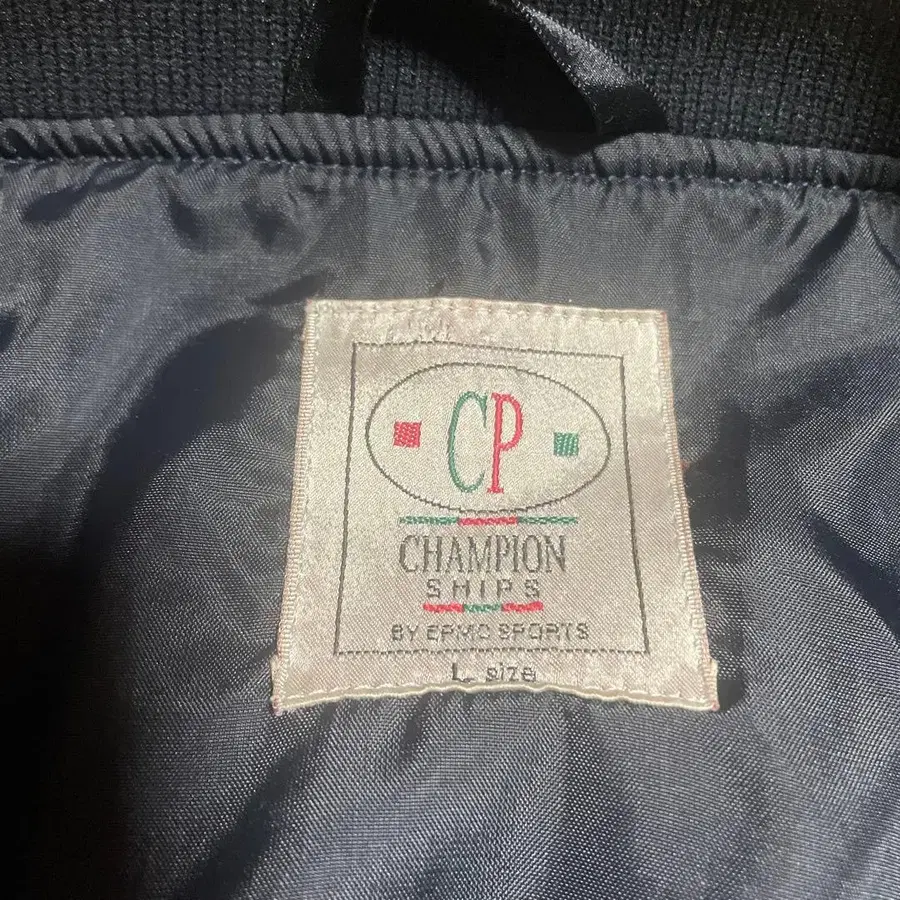 CP
CHAMPION
SHIPS
BY EPMC SPORTS
L size